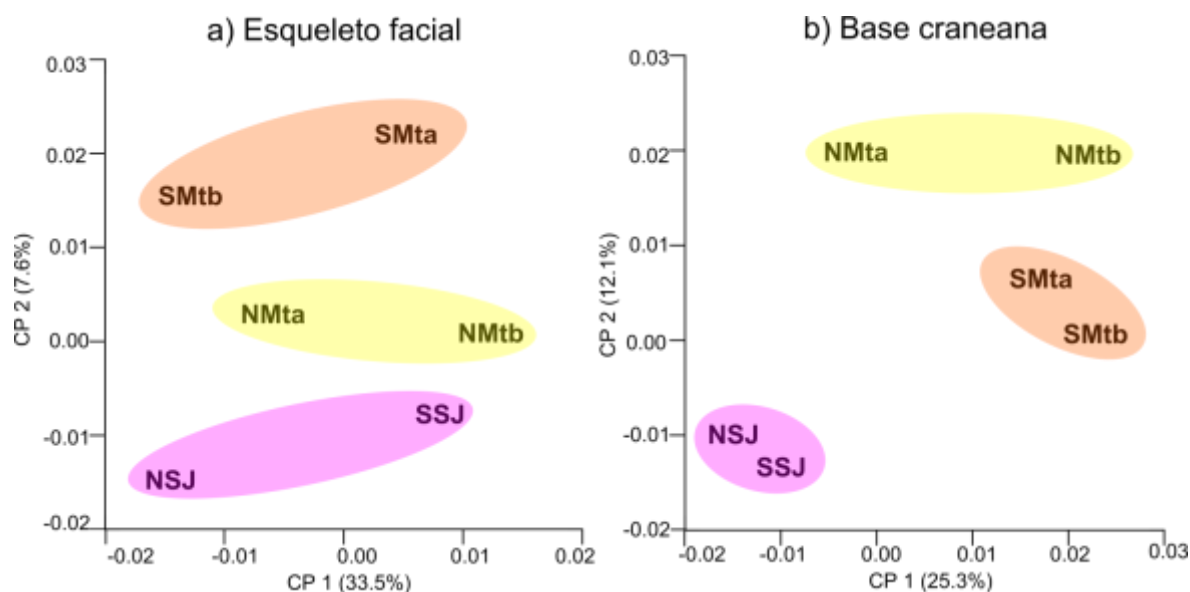 a) Esqueleto facial
0.03
0.02
0.01
0.00
-0.01
-0.02
CP 2 (7.6%)
SMta
SMtb
NMta
NMtb
SSJ
NSJ
-0.02
-0.01
0.00
0.01
0.02
CP 1 (33.5%)
b) Base craneana
0.03
0.02
0.01
0.00
-0.01
-0.02
CP 2 (12.1%)
NMta
NMtb
SMta
SMtb
NSJ
SSJ
-0.02
-0.01
0.00
0.01
0.02
0.03
CP 1 (25.3%)